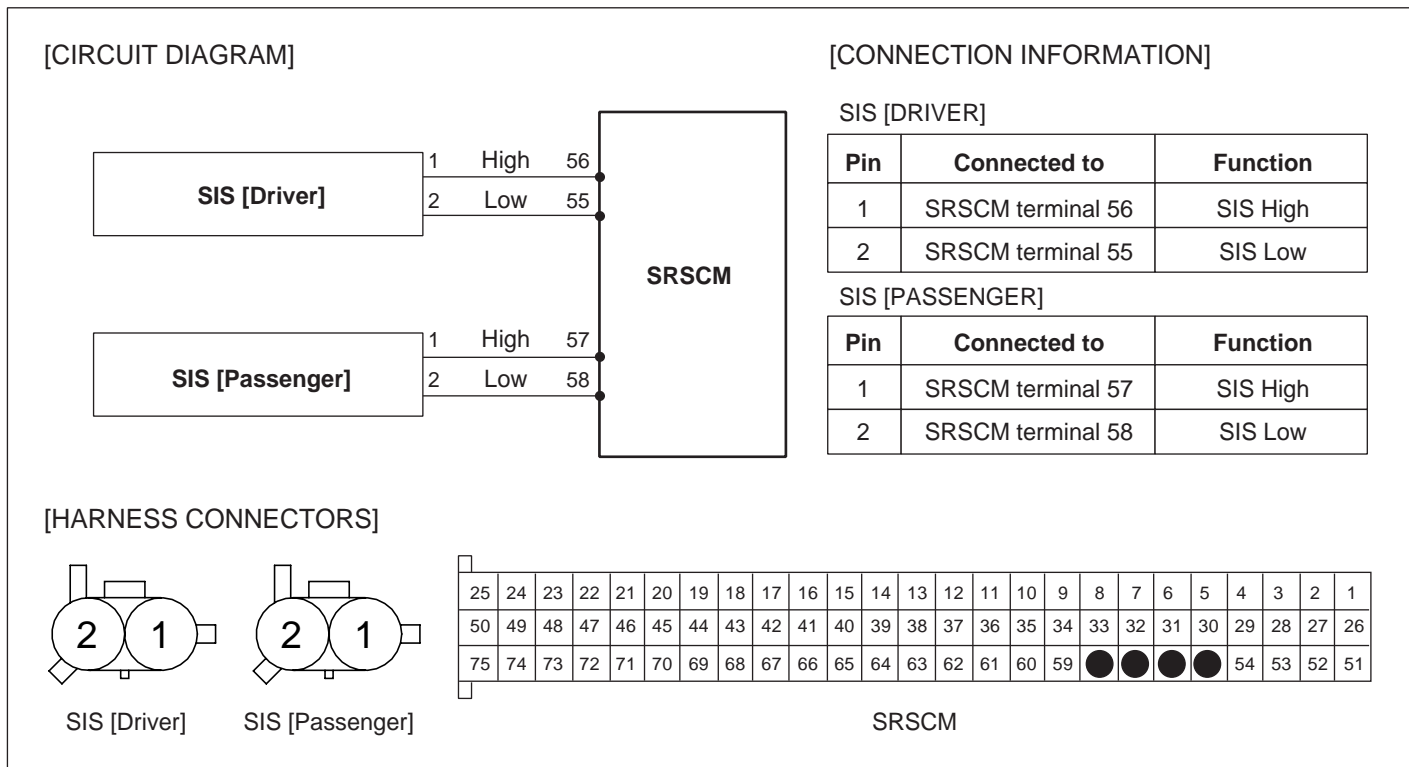 [CIRCUIT DIAGRAM]
SIS [Driver]
1 High 56
2 Low 55
SRSCM
SIS [Passenger]
1 High 57
2 Low 58
[CONNECTION INFORMATION]
SIS [DRIVER]
Pin Connected to Function
1 SRSCM terminal 56 SIS High
2 SRSCM terminal 55 SIS Low
SIS [PASSENGER]
Pin Connected to Function
1 SRSCM terminal 57 SIS High
2 SRSCM terminal 58 SIS Low
[HARNESS CONNECTORS]
2 1
SIS [Driver]
2 1
SIS [Passenger]
25 24 23 22 21 20 19 18 17 16 15 14 13 12 11 10 9 8 7 6 5 4 3 2 1
50 49 48 47 46 45 44 43 42 41 40 39 38 37 36 35 34 33 32 31 30 29 28 27 26
75 74 73 72 71 70 69 68 67 66 65 64 63 62 61 60 59 54 53 52 51
SRSCM